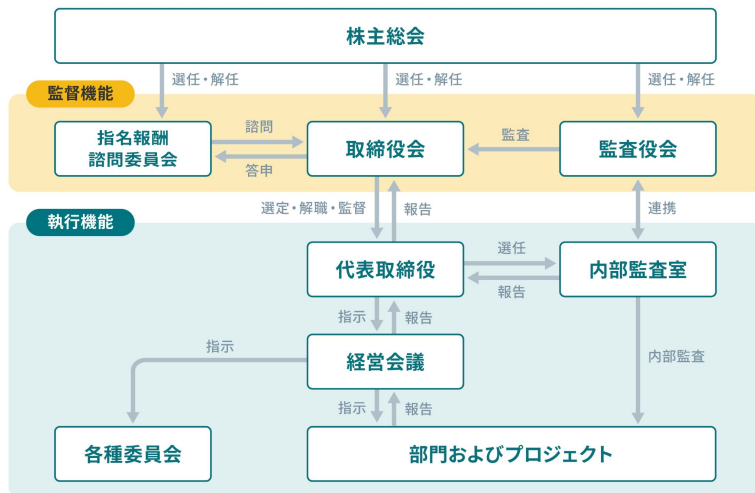 株主総会
選任・解任
選任・解任
選任・解任
監督機能
指名報酬
諮問委員会
諮問
答申
取締役会
監査
監査役会
選定・解職・監督
報告
連携
執行機能
代表取締役
選任
報告
内部監査室
指示
報告
指示
経営会議
内部監査
指示
報告
各種委員会
部門およびプロジェクト